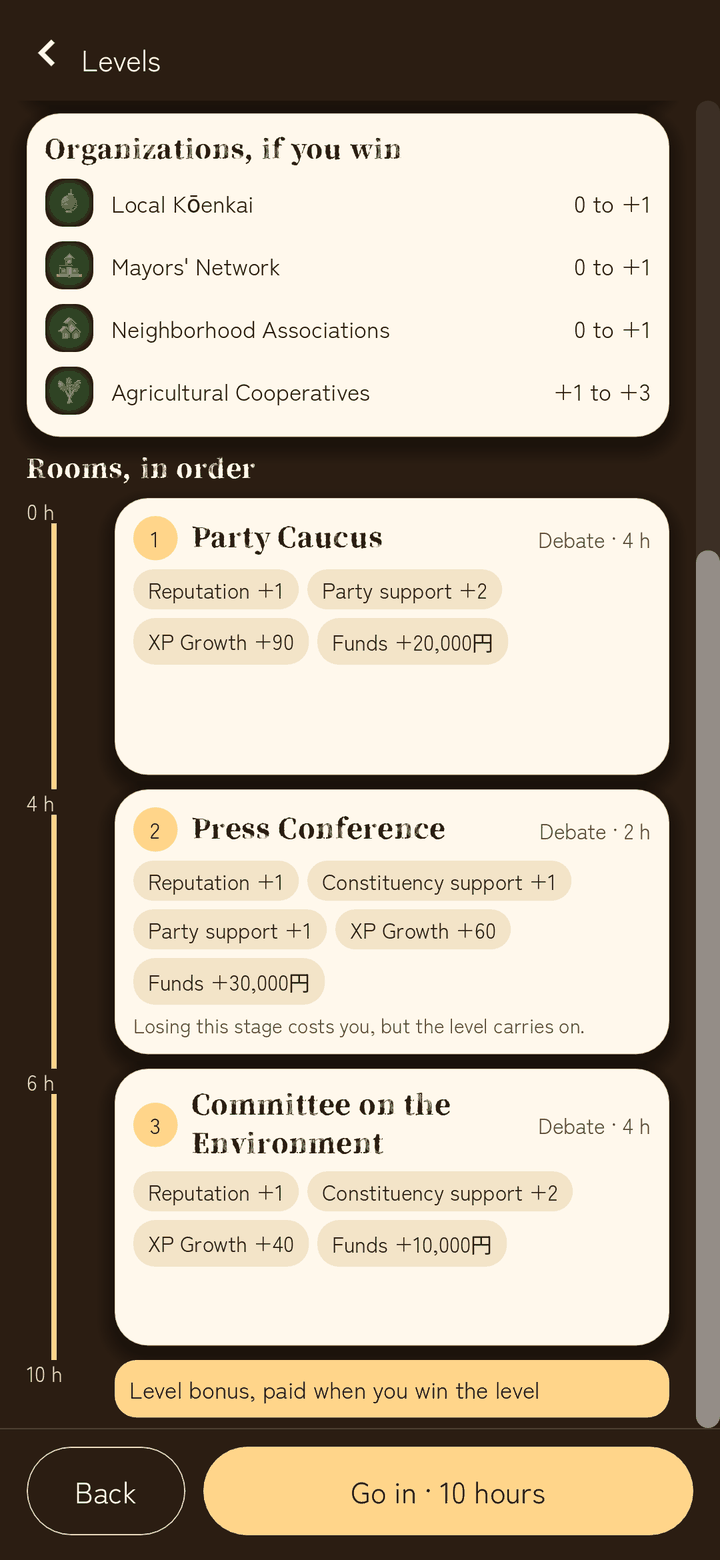 Levels
Organizations, if you win
Local Kōenkai 0 to +1
Mayors' Network 0 to +1
Neighborhood Associations 0 to +1
Agricultural Cooperatives +1 to +3
Rooms, in order
0 h
1 Party Caucus Debate · 4 h
Reputation +1 Party support +2
XP Growth +90 Funds +20,000円
4 h
2 Press Conference Debate · 2 h
Reputation +1 Constituency support +1
Party support +1 XP Growth +60
Funds +30,000円
Losing this stage costs you, but the level carries on.
6 h
3 Committee on the
Environment Debate · 4 h
Reputation +1 Constituency support +2
XP Growth +40 Funds +10,000円
10 h
Level bonus, paid when you win the level
Back Go in · 10 hours